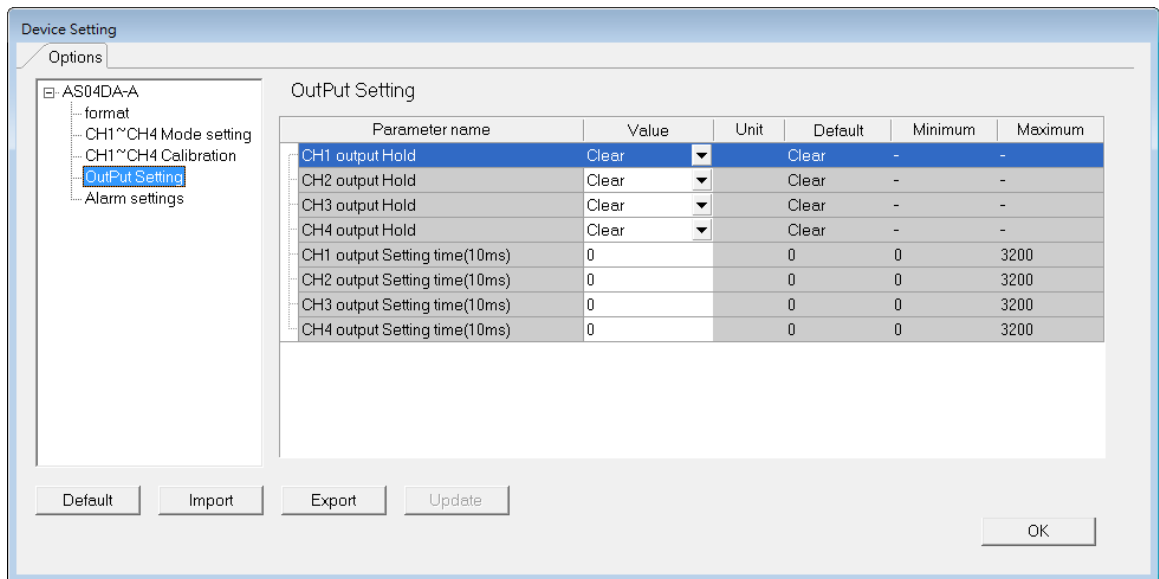 Device Setting
Options
AS04DA-A
format
CH1~CH4 Mode setting
CH1~CH4 Calibration
OutPut Setting
Alarm settings
OutPut Setting
Parameter name Value Unit Default Minimum Maximum
CH1 output Hold Clear Clear - -
CH2 output Hold Clear Clear - -
CH3 output Hold Clear Clear - -
CH4 output Hold Clear Clear - -
CH1 output Setting time(10ms) 0 0 0 3200
CH2 output Setting time(10ms) 0 0 0 3200
CH3 output Setting time(10ms) 0 0 0 3200
CH4 output Setting time(10ms) 0 0 0 3200
Default Import Export Update
OK